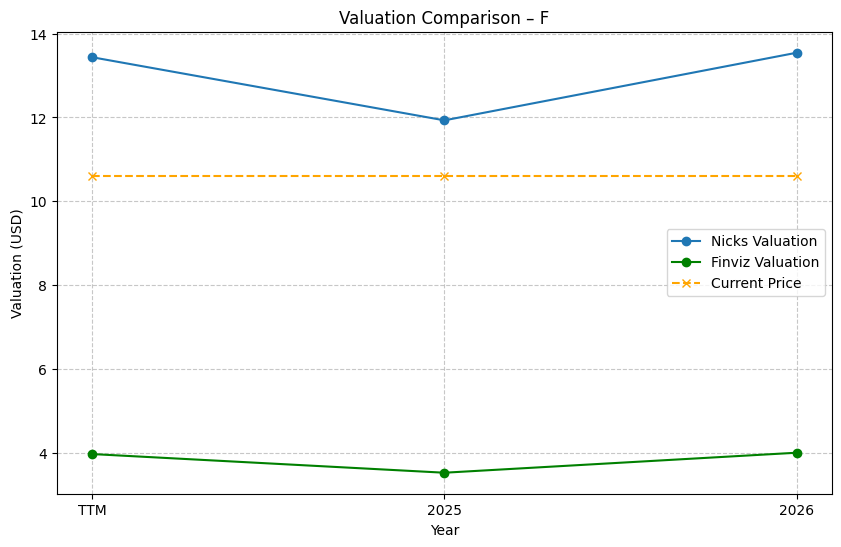 Valuation Comparison – F
Valuation (USD)
14
12
10
8
6
4
Nicks Valuation
Finviz Valuation
Current Price
TTM
2025
2026
Year